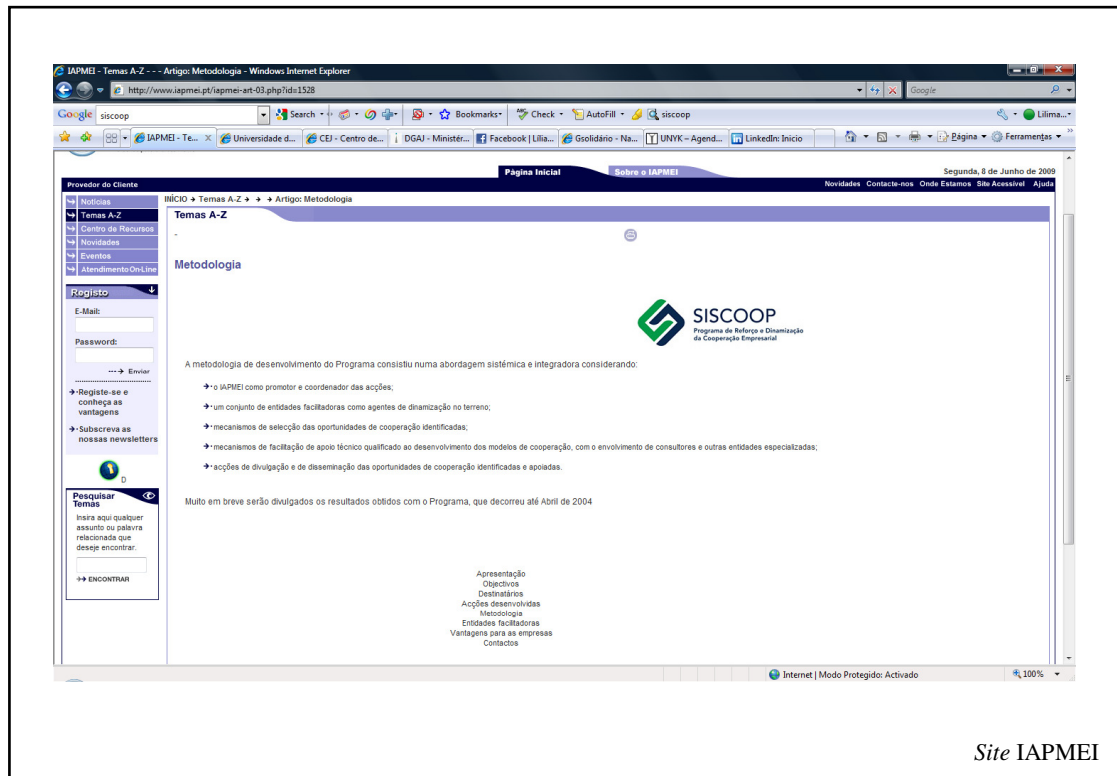 IAPMEI - Temas A-Z - - - Artigo: Metodologia - Windows Internet Explorer
http://www.iapmei.pt/iapmei-art-03.php?id=1528
Google
Google siscoop Search Bookmarks Check AutoFill siscoop Lilima...
IAPMEI - Te... Universidade d... CEJ - Centro de... DGAJ - Ministér... Facebook | Lilia... Gsolidário - Na... UNYK – Agend... LinkedIn: Início Página Ferramentas
Página Inicial Sobre o IAPMEI Segunda, 8 de Junho de 2009
Provedor do Cliente Novidades Contacte-nos Onde Estamos Site Acessível Ajuda
Notícias
Temas A-Z
Centro de Recursos
Novidades
Eventos
Atendimento On-Line
Registo
E-Mail:
Password:
Enviar
Registe-se e
conheça as
vantagens
Subscreva as
nossas newsletters
D
Pesquisar
Temas
Insira aqui qualquer
assunto ou palavra
relacionada que
deseje encontrar.
ENCONTRAR
INÍCIO Temas A-Z Artigo: Metodologia
Temas A-Z
-
Metodologia
SISCOOP
Programa de Reforço e Dinamização
da Cooperação Empresarial
A metodologia de desenvolvimento do Programa consistiu numa abordagem sistémica e integradora considerando:
o IAPMEI como promotor e coordenador das acções;
um conjunto de entidades facilitadoras como agentes de dinamização no terreno;
mecanismos de selecção das oportunidades de cooperação identificadas;
mecanismos de facilitação de apoio técnico qualificado ao desenvolvimento dos modelos de cooperação, com o envolvimento de consultores e outras entidades especializadas;
acções de divulgação e de disseminação das oportunidades de cooperação identificadas e apoiadas.
Muito em breve serão divulgados os resultados obtidos com o Programa, que decorreu até Abril de 2004
Apresentação
Objectivos
Destinatários
Acções desenvolvidas
Metodologia
Entidades facilitadoras
Vantagens para as empresas
Contactos
Internet | Modo Protegido: Activado 100%
Site IAPMEI